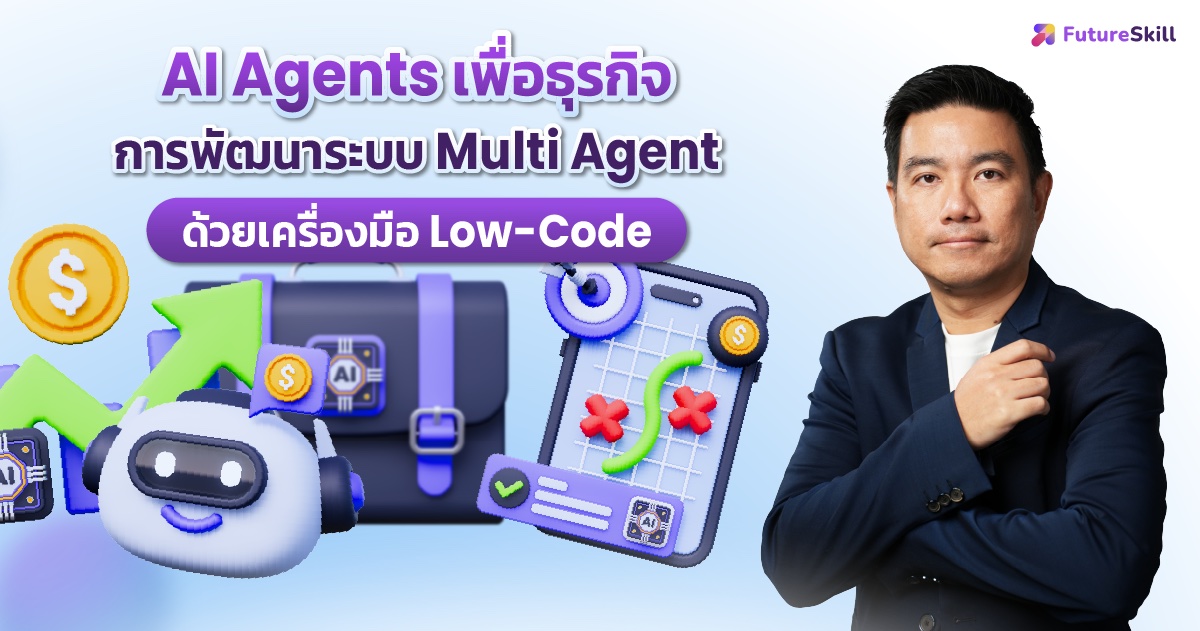 FutureSkill
AI Agents เพื่อธุรกิจ
การพัฒนาระบบ Multi Agent
ด้วยเครื่องมือ Low-Code
$
$
AI
$
AI
AI